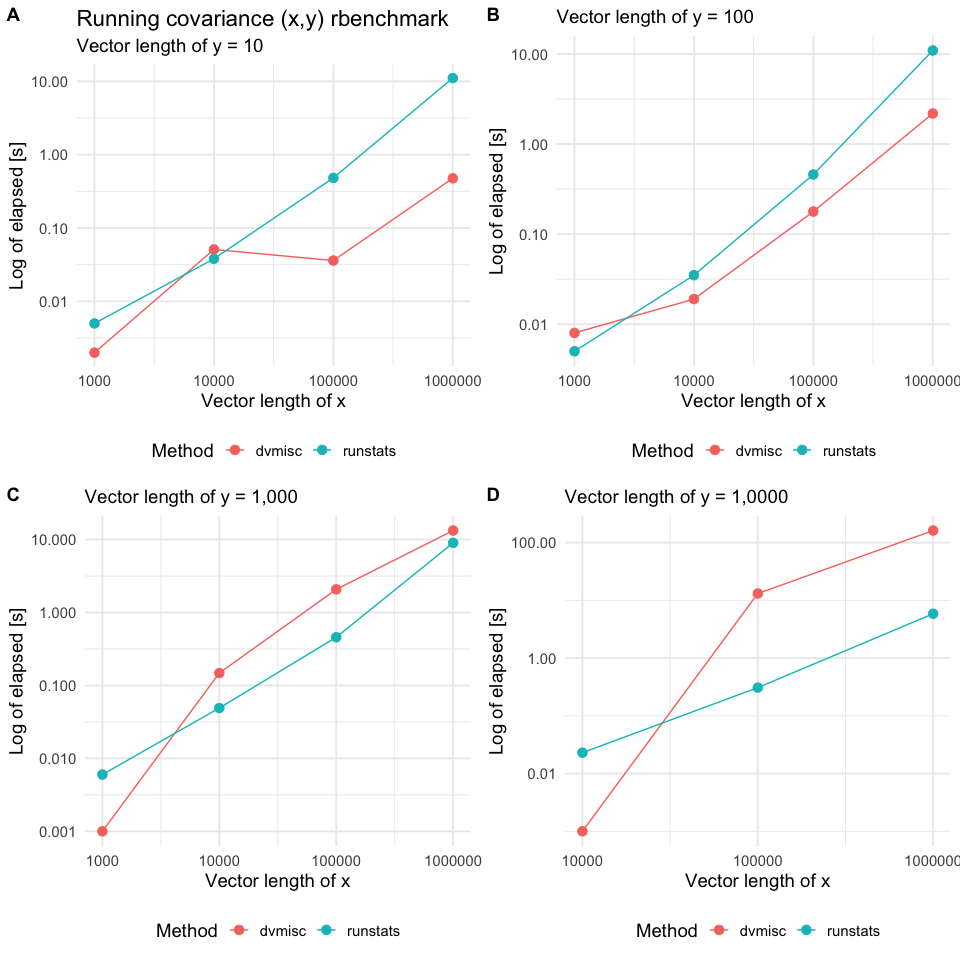 A
Running covariance (x,y) rbenchmark
Vector length of y = 10
Log of elapsed [s]
10.00
1.00
0.10
0.01
1000 10000 100000 1000000
Vector length of x
Method dvmisc runstats
B
Vector length of y = 100
Log of elapsed [s]
10.00
1.00
0.10
0.01
1000 10000 100000 1000000
Vector length of x
Method dvmisc runstats
C
Vector length of y = 1,000
Log of elapsed [s]
10.000
1.000
0.100
0.010
0.001
1000 10000 100000 1000000
Vector length of x
Method dvmisc runstats
D
Vector length of y = 1,0000
Log of elapsed [s]
100.00
1.00
0.01
10000 100000 1000000
Vector length of x
Method dvmisc runstats